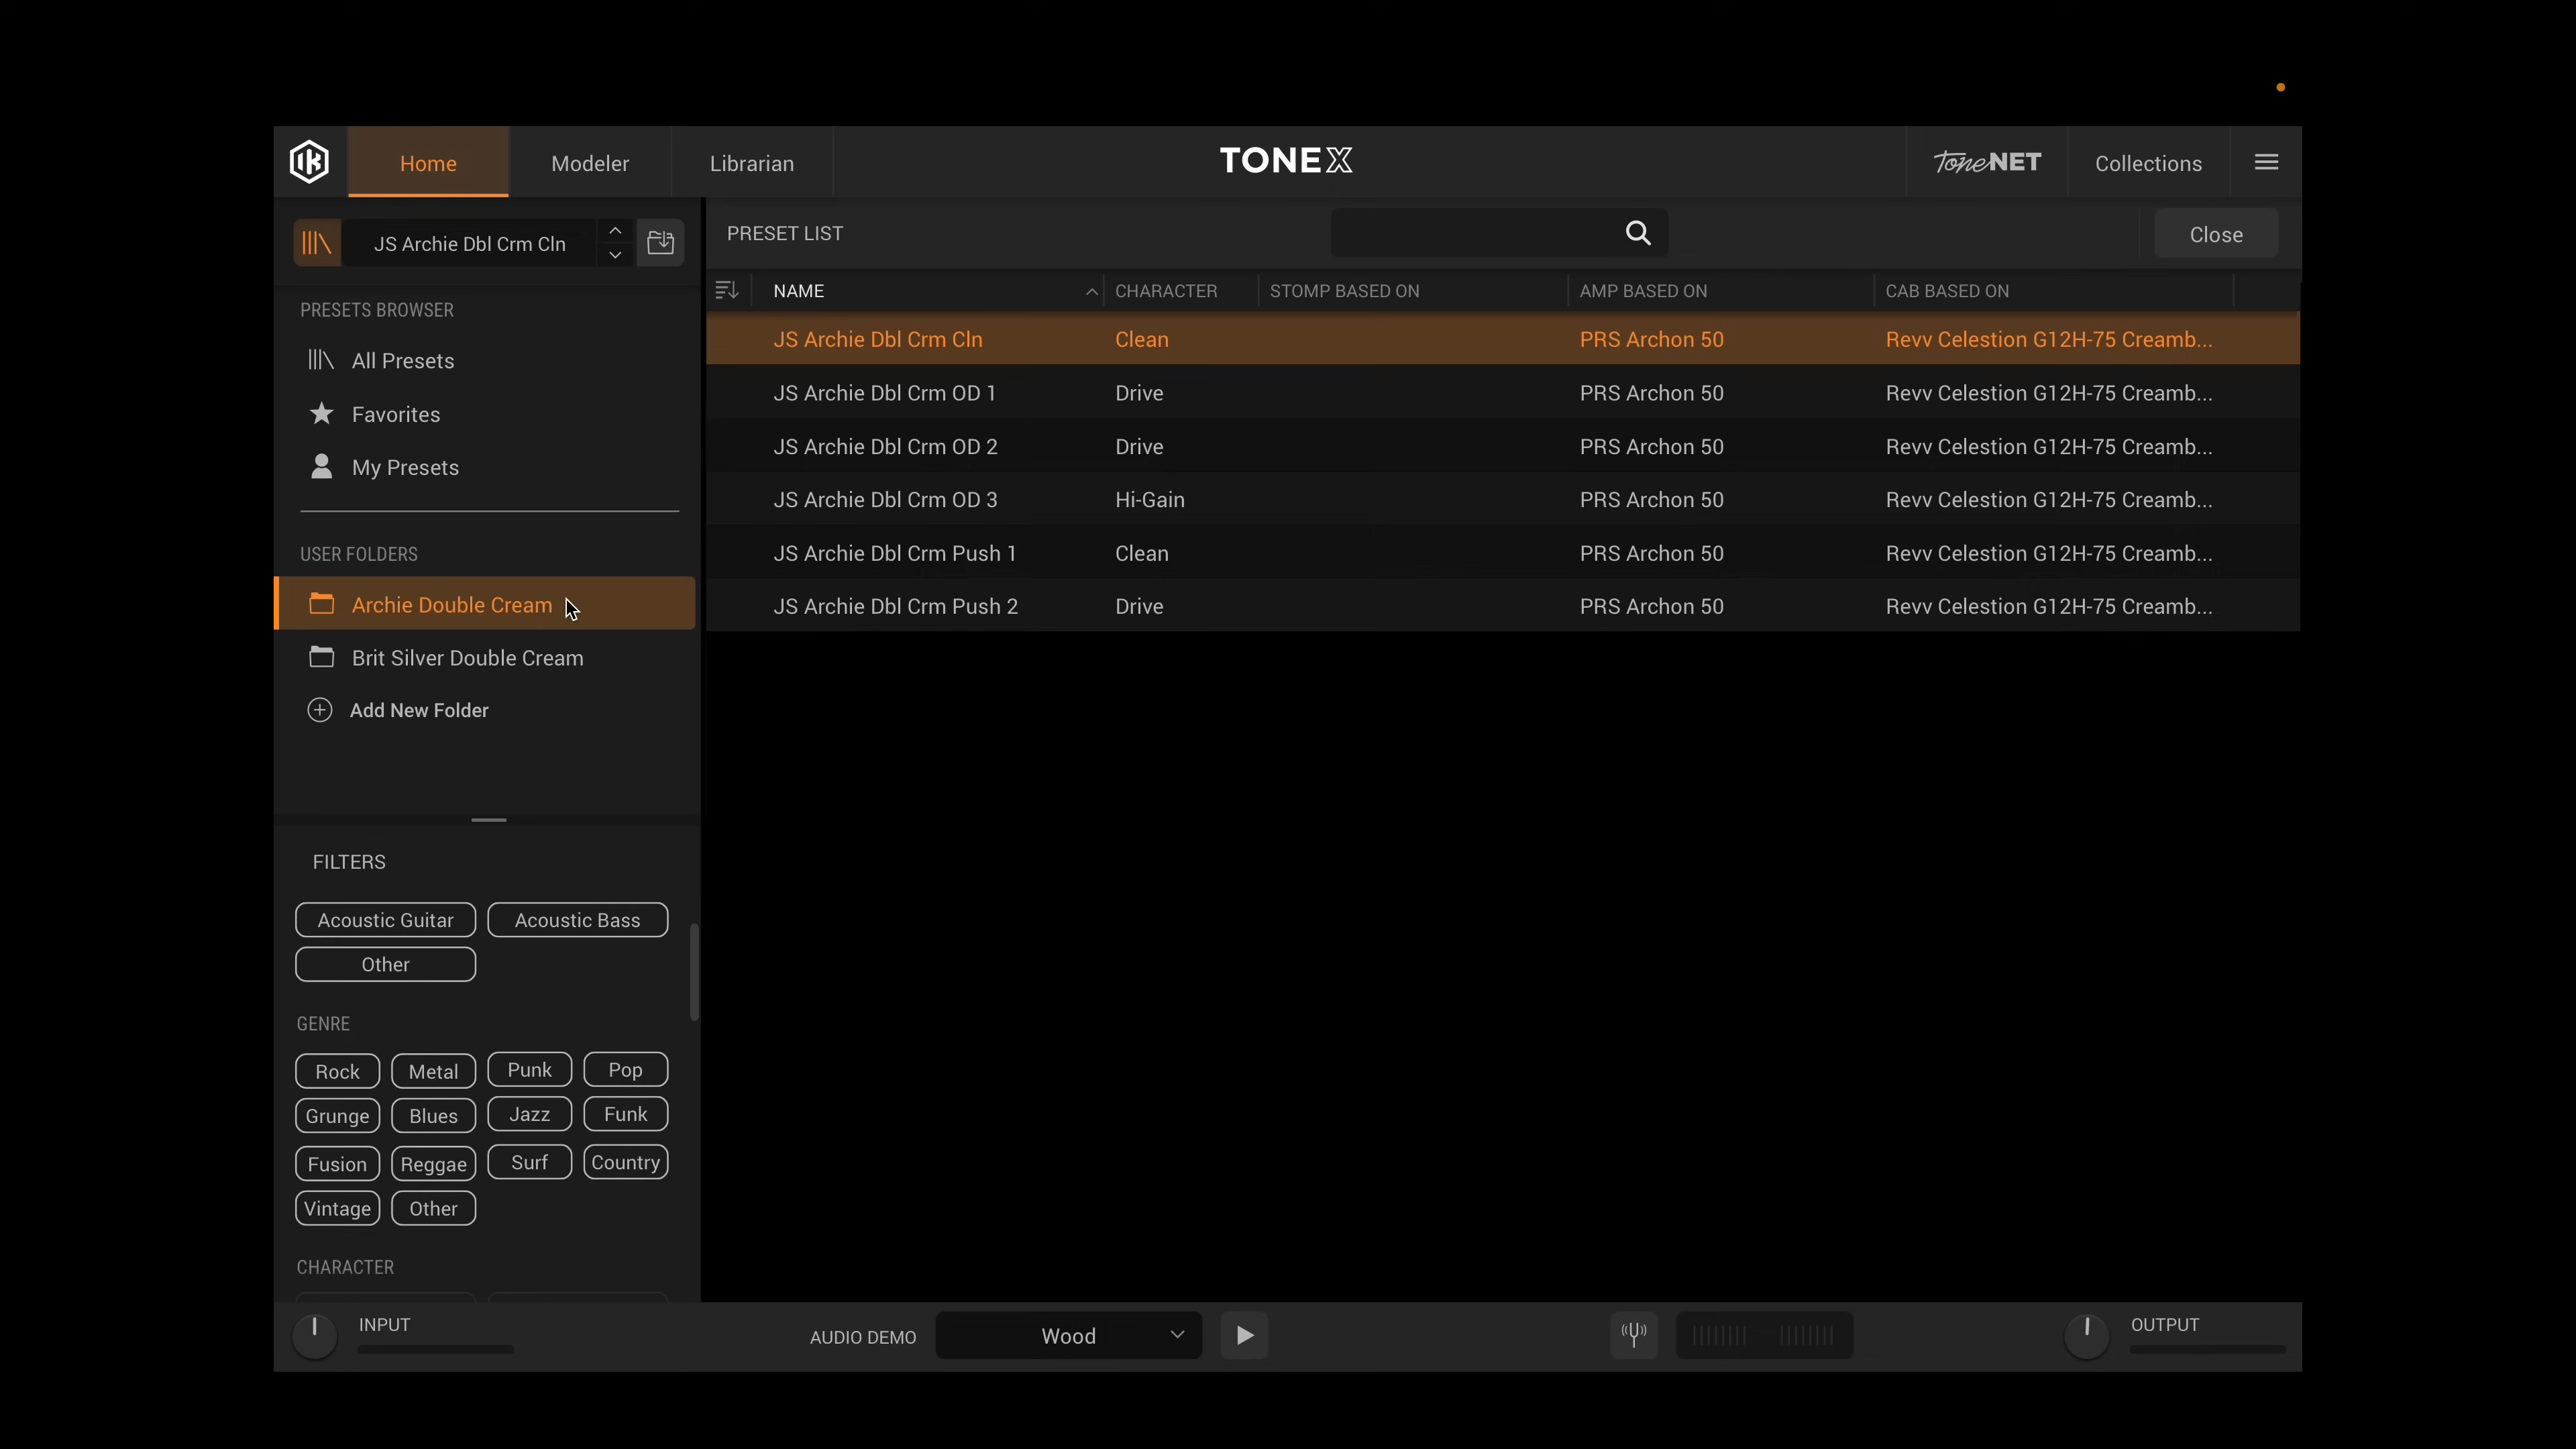 Home Modeler Librarian TONEX ToneNET Collections
JS Archie Dbl Crm Cln
PRESETS BROWSER
All Presets
Favorites
My Presets
USER FOLDERS
Archie Double Cream
Brit Silver Double Cream
Add New Folder
FILTERS
Acoustic Guitar Acoustic Bass
Other
GENRE
Rock Metal Punk Pop
Grunge Blues Jazz Funk
Fusion Reggae Surf Country
Vintage Other
CHARACTER
PRESET LIST Close
NAME CHARACTER STOMP BASED ON AMP BASED ON CAB BASED ON
JS Archie Dbl Crm Cln Clean PRS Archon 50 Revv Celestion G12H-75 Creamb...
JS Archie Dbl Crm OD 1 Drive PRS Archon 50 Revv Celestion G12H-75 Creamb...
JS Archie Dbl Crm OD 2 Drive PRS Archon 50 Revv Celestion G12H-75 Creamb...
JS Archie Dbl Crm OD 3 Hi-Gain PRS Archon 50 Revv Celestion G12H-75 Creamb...
JS Archie Dbl Crm Push 1 Clean PRS Archon 50 Revv Celestion G12H-75 Creamb...
JS Archie Dbl Crm Push 2 Drive PRS Archon 50 Revv Celestion G12H-75 Creamb...
INPUT AUDIO DEMO Wood OUTPUT